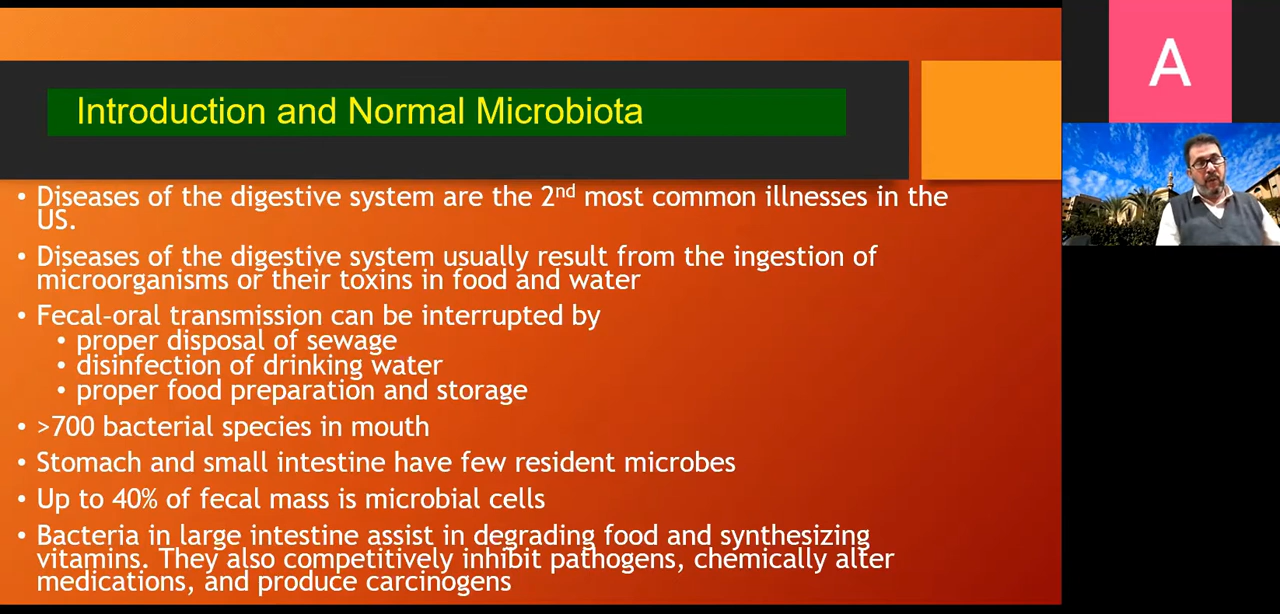 Introduction and Normal Microbiota
A
• Diseases of the digestive system are the 2nd most common illnesses in the
US.
• Diseases of the digestive system usually result from the ingestion of
microorganisms or their toxins in food and water
• Fecal–oral transmission can be interrupted by
• proper disposal of sewage
• disinfection of drinking water
• proper food preparation and storage
• >700 bacterial species in mouth
• Stomach and small intestine have few resident microbes
• Up to 40% of fecal mass is microbial cells
• Bacteria in large intestine assist in degrading food and synthesizing
vitamins. They also competitively inhibit pathogens, chemically alter
medications, and produce carcinogens